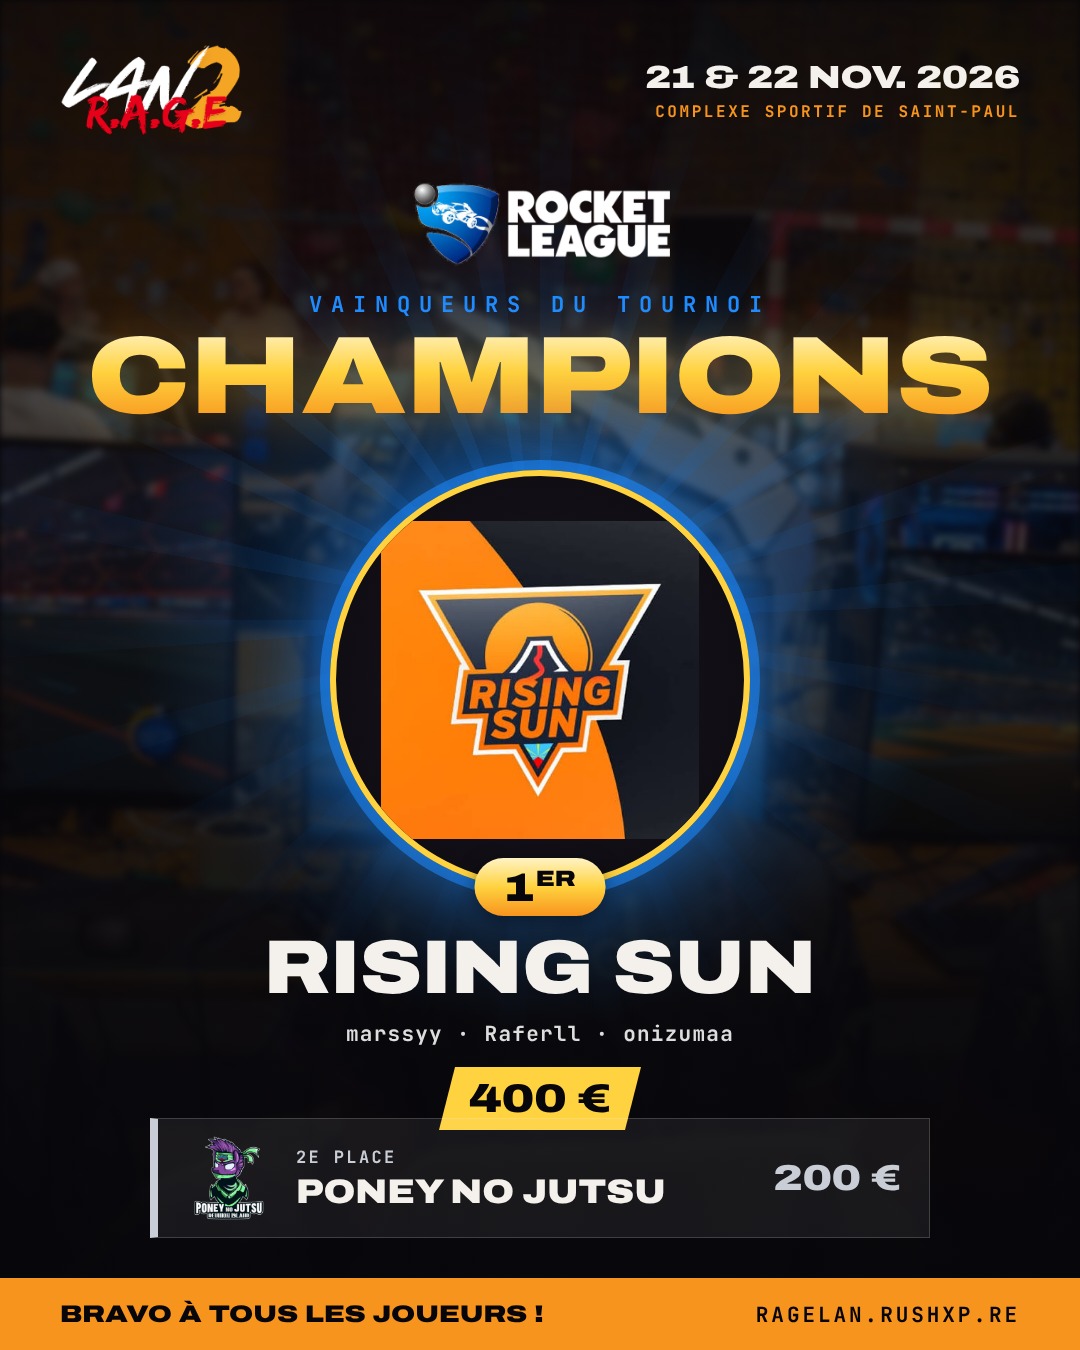 LAN2
R.A.G.E
21 & 22 NOV. 2026
COMPLEXE SPORTIF DE SAINT-PAUL
ROCKET
LEAGUE
VAINQUEURS DU TOURNOI
CHAMPIONS
RISING
SUN
1ER
RISING SUN
marssyy · Raferll · onizumaa
400 €
2E PLACE
PONEY NO JUTSU
200 €
PONEY NO JUTSU
BRAVO À TOUS LES JOUEURS !
RAGELAN.RUSHXP.RE